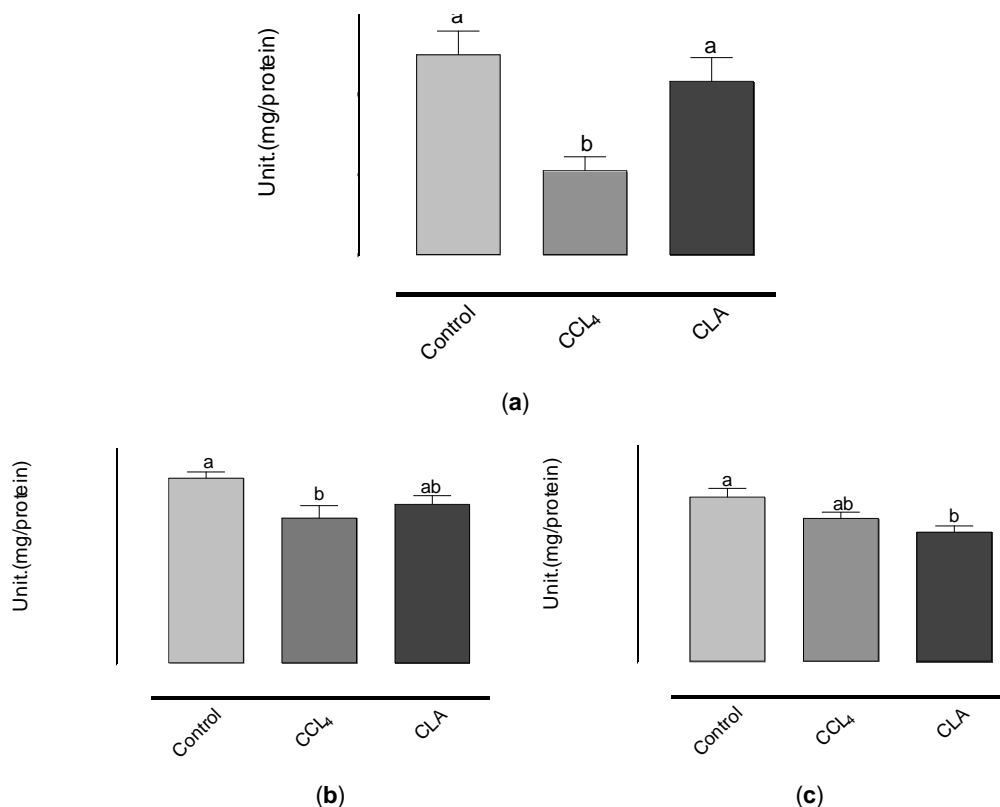 a
a
b
Unit.(mg/protein)
Control
CCL₄
CLA
(a)
a
b
ab
Unit.(mg/protein)
Control
CCL₄
CLA
(b)
a
ab
b
Unit.(mg/protein)
Control
CCL₄
CLA
(c)